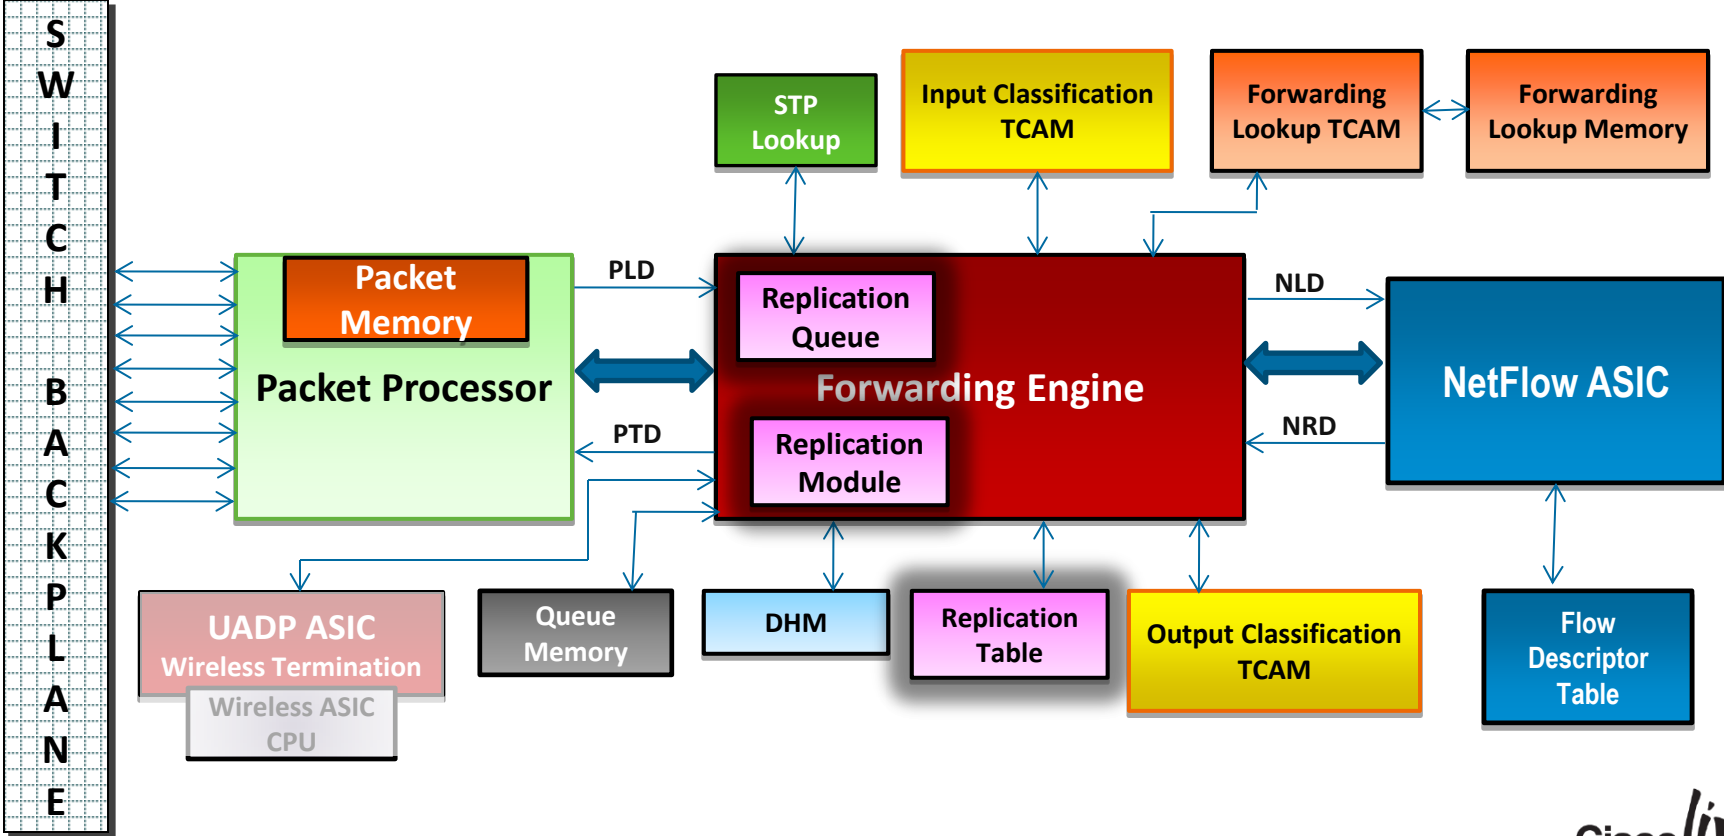 SWITCH BACKPLANE
STP
Lookup
Input Classification
TCAM
Forwarding
Lookup TCAM
Forwarding
Lookup Memory
Packet
Memory
Packet Processor
PLD
PTD
Replication
Queue
Forwarding Engine
Replication
Module
NLD
NRD
NetFlow ASIC
UADP ASIC
Wireless Termination
Wireless ASIC
CPU
Queue
Memory
DHM
Replication
Table
Output Classification
TCAM
Flow
Descriptor
Table